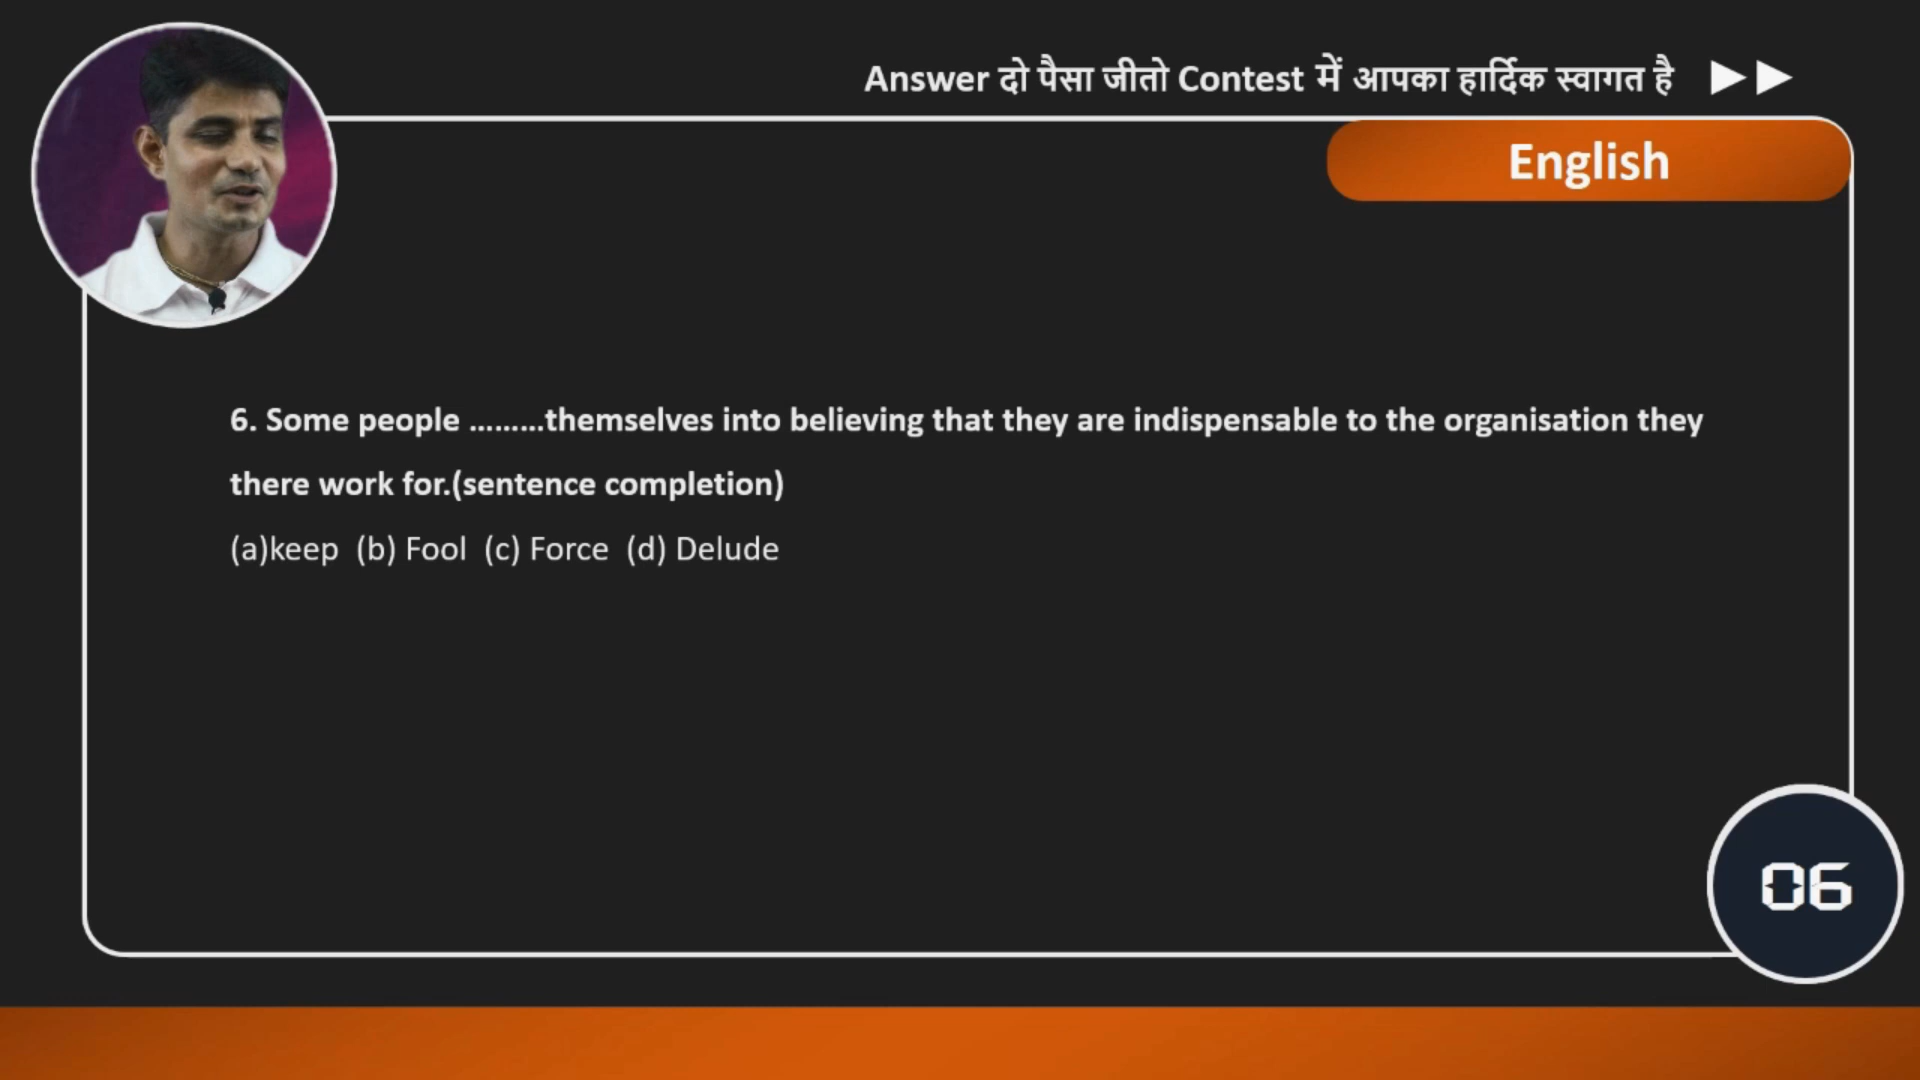 Answer दो पैसा जीतो Contest में आपका हार्दिक स्वागत है
English
6. Some people .........themselves into believing that they are indispensable to the organisation they
there work for.(sentence completion)
(a)keep (b) Fool (c) Force (d) Delude
06